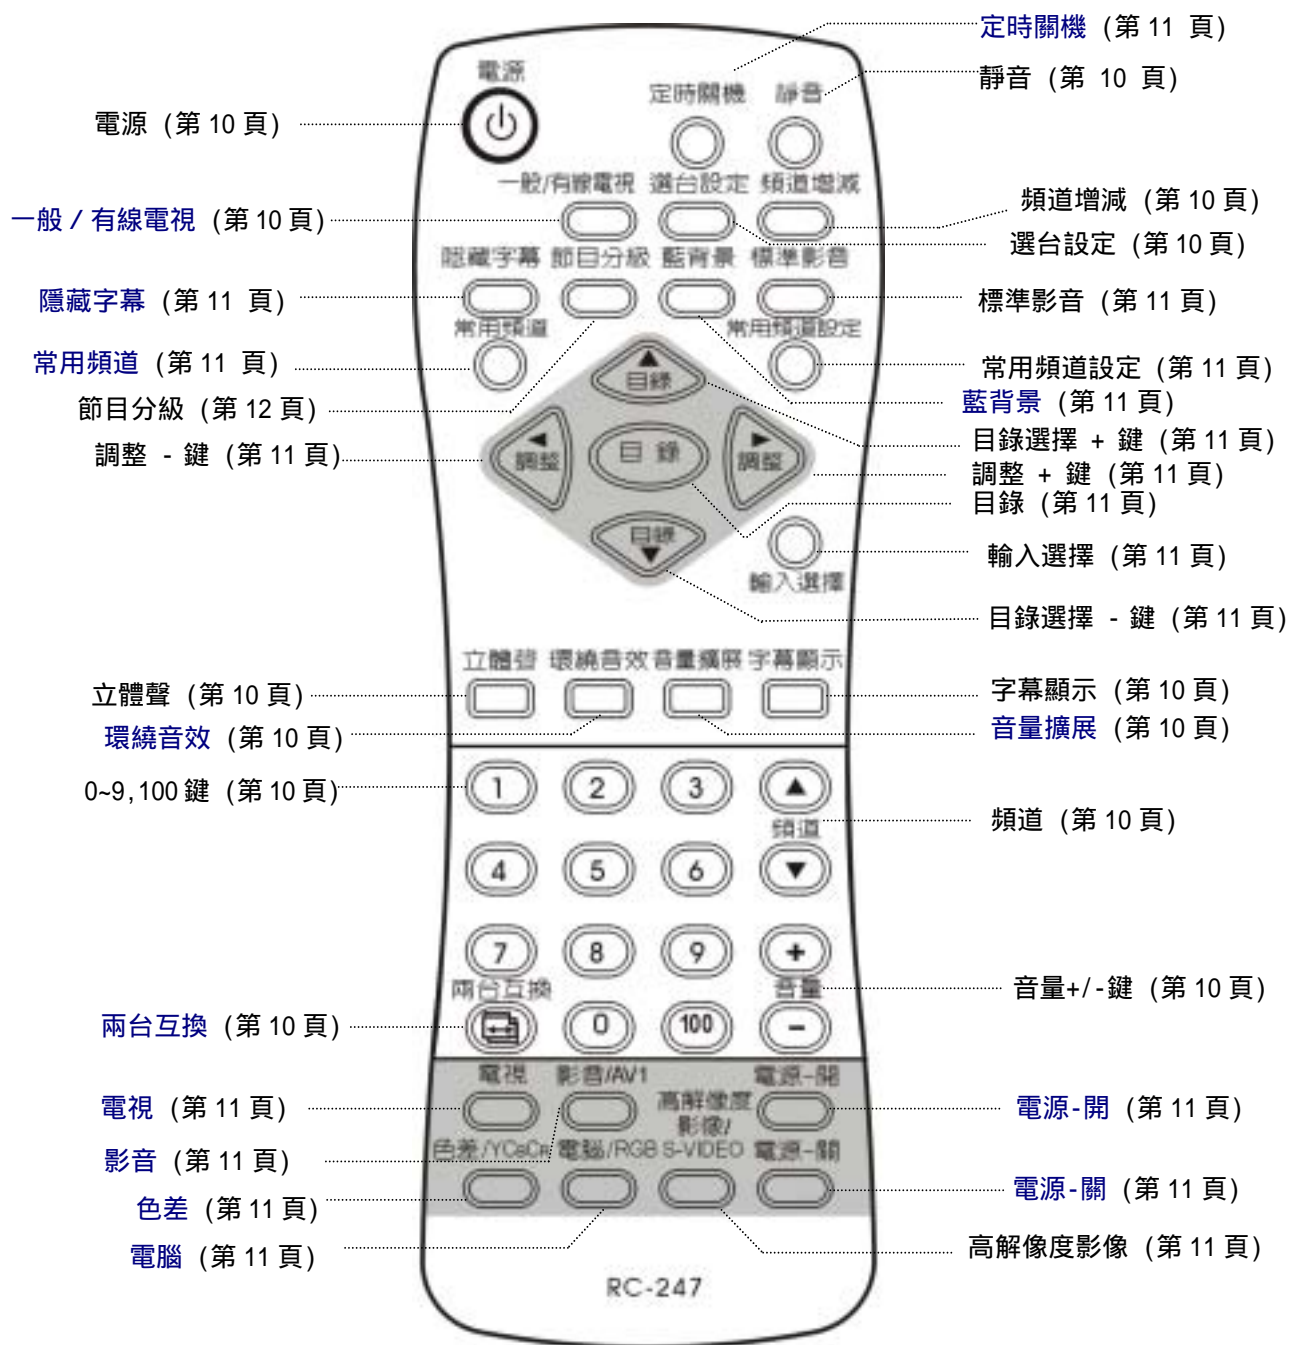 定時關機 (第 11 頁)
靜音 (第 10 頁)
電源 (第 10 頁)
一般 / 有線電視 (第 10 頁)
頻道增減 (第 10 頁)
選台設定 (第 10 頁)
隱藏字幕 (第 11 頁)
標準影音 (第 11 頁)
常用頻道 (第 11 頁)
常用頻道設定 (第 11 頁)
節目分級 (第 12 頁)
藍背景 (第 11 頁)
目錄選擇 + 鍵 (第 11 頁)
調整 - 鍵 (第 11 頁)
調整 + 鍵 (第 11 頁)
目錄 (第 11 頁)
輸入選擇 (第 11 頁)
目錄選擇 - 鍵 (第 11 頁)
立體聲 (第 10 頁)
字幕顯示 (第 10 頁)
環繞音效 (第 10 頁)
音量擴展 (第 10 頁)
0~9,100 鍵 (第 10 頁)
頻道 (第 10 頁)
音量+/-鍵 (第 10 頁)
兩台互換 (第 10 頁)
電視 (第 11 頁)
電源-開 (第 11 頁)
影音 (第 11 頁)
色差 (第 11 頁)
電源-關 (第 11 頁)
電腦 (第 11 頁)
高解像度影像 (第 11 頁)
電源
定時關機 靜音
一般/有線電視 選台設定 頻道增減
隱藏字幕 節目分級 藍背景 標準影音
常用頻道 常用頻道設定
▲
目錄
◀
調整
目 錄
▶
調整
目錄
▼
輸入選擇
立體聲 環繞音效 音量擴展 字幕顯示
1 2 3 ▲
頻道
4 5 6 ▼
7 8 9 +
兩台互換 音量
0 100 -
電視 影音/AV1 電源-開
高解像度
影像/
色差/YCBCR 電腦/RGB S-VIDEO 電源-關
RC-247